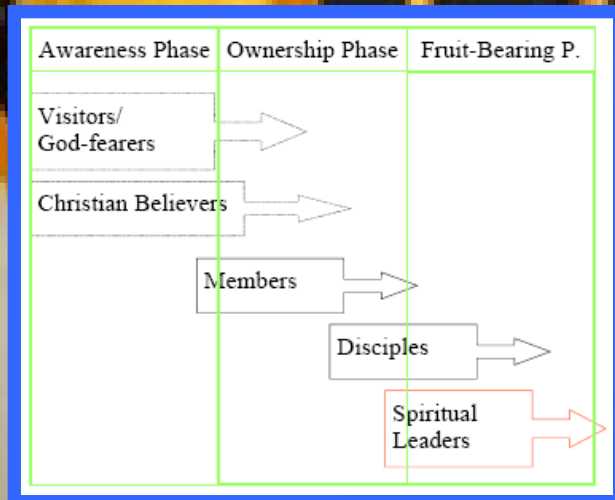 Awareness Phase Ownership Phase Fruit-Bearing P.
Visitors/
God-fearers
Christian Believers
Members
Disciples
Spiritual
Leaders